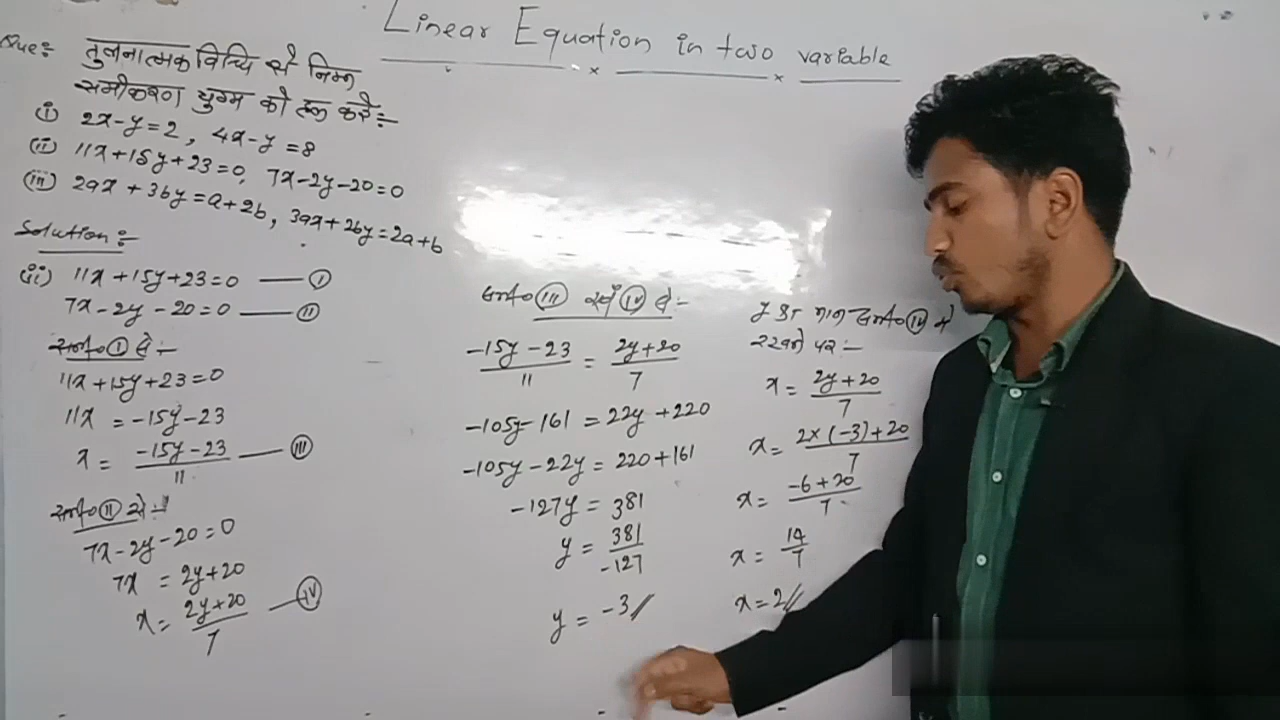 Linear Equation in two variable
Que:- तुलनात्मक विधि से निम्न
समीकरण युग्म को हल करें:-
(i) 2x-y=2, 4x-y=8
(ii) 11x+15y+23=0, 7x-2y-20=0
(iii) 2ax+3by=a+2b, 3ax+2by=2a+b
Solution:-
(ii) 11x+15y+23=0 — (I)
7x-2y-20=0 — (II)
समी० (I) से:-
11x+15y+23=0
11x = -15y-23
x = (-15y-23)/11 — (III)
समी० (II) से:-
7x-2y-20=0
7x = 2y+20
x = (2y+20)/7 — (IV)
समी० (III) एवं (IV) से:-
(-15y-23)/11 = (2y+20)/7
-105y-161 = 22y+220
-105y-22y = 220+161
-127y = 381
y = 381/-127
y = -3//
y का मान समी० (IV) में
रखने पर:-
x = (2y+20)/7
x = (2×(-3)+20)/7
x = (-6+20)/7
x = 14/7
x = 2//